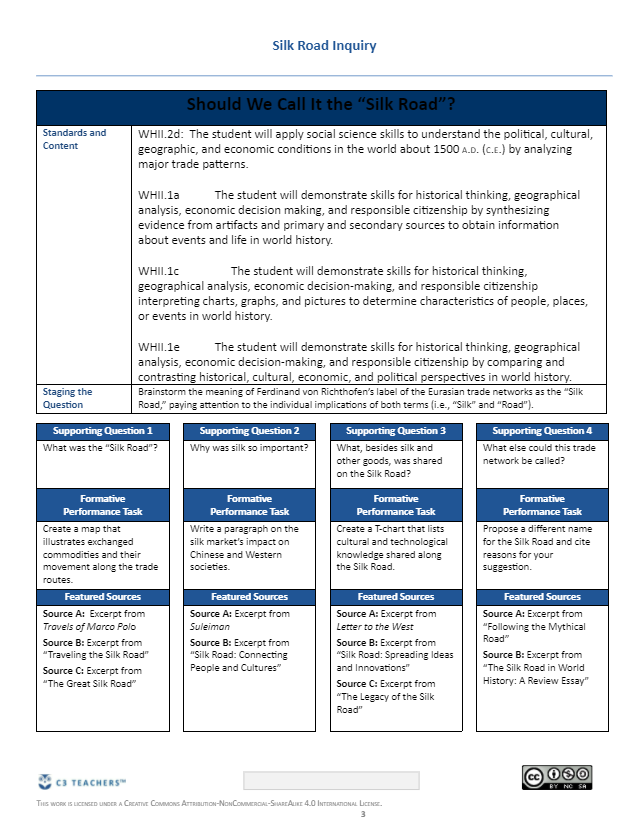 Silk Road Inquiry
Should We Call It the “Silk Road”?
Standards and
Content
WHII.2d:  The student will apply social science skills to understand the political, cultural,
geographic, and economic conditions in the world about 1500 A.D. (C.E.) by analyzing
major trade patterns.
WHII.1a The student will demonstrate skills for historical thinking, geographical
analysis, economic decision making, and responsible citizenship by synthesizing
evidence from artifacts and primary and secondary sources to obtain information
about events and life in world history.
WHII.1c The student will demonstrate skills for historical thinking,
geographical analysis, economic decision-making, and responsible citizenship
interpreting charts, graphs, and pictures to determine characteristics of people, places,
or events in world history.
WHII.1e The student will demonstrate skills for historical thinking, geographical
analysis, economic decision-making, and responsible citizenship by comparing and
contrasting historical, cultural, economic, and political perspectives in world history.
Staging the
Question
Brainstorm the meaning of Ferdinand von Richthofen’s label of the Eurasian trade networks as the “Silk
Road,” paying attention to the individual implications of both terms (i.e., “Silk” and “Road”).
Supporting Question 1
What was the “Silk Road”?
Formative
Performance Task
Create a map that
illustrates exchanged
commodities and their
movement along the trade
routes.
Featured Sources
Source A: Excerpt from
Travels of Marco Polo
Source B: Excerpt from
“Traveling the Silk Road”
Source C: Excerpt from
“The Great Silk Road”
Supporting Question 2
Why was silk so important?
Formative
Performance Task
Write a paragraph on the
silk market’s impact on
Chinese and Western
societies.
Featured Sources
Source A: Excerpt from
Suleiman
Source B: Excerpt from
“Silk Road: Connecting
People and Cultures”
Supporting Question 3
What, besides silk and
other goods, was shared
on the Silk Road?
Formative
Performance Task
Create a T-chart that lists
cultural and technological
knowledge shared along
the Silk Road.
Featured Sources
Source A: Excerpt from
Letter to the West
Source B: Excerpt from
“Silk Road: Spreading Ideas
and Innovations”
Source C: Excerpt from
“The Legacy of the Silk
Road”
Supporting Question 4
What else could this trade
network be called?
Formative
Performance Task
Propose a different name
for the Silk Road and cite
reasons for your
suggestion.
Featured Sources
Source A: Excerpt from
“Following the Mythical
Road”
Source B: Excerpt from
“The Silk Road in World
History: A Review Essay”
C3 TEACHERS™
cc BY NC SA
THIS WORK IS LICENSED UNDER A CREATIVE COMMONS ATTRIBUTION-NONCOMMERCIAL-SHAREALIKE 4.0 INTERNATIONAL LICENSE.
3